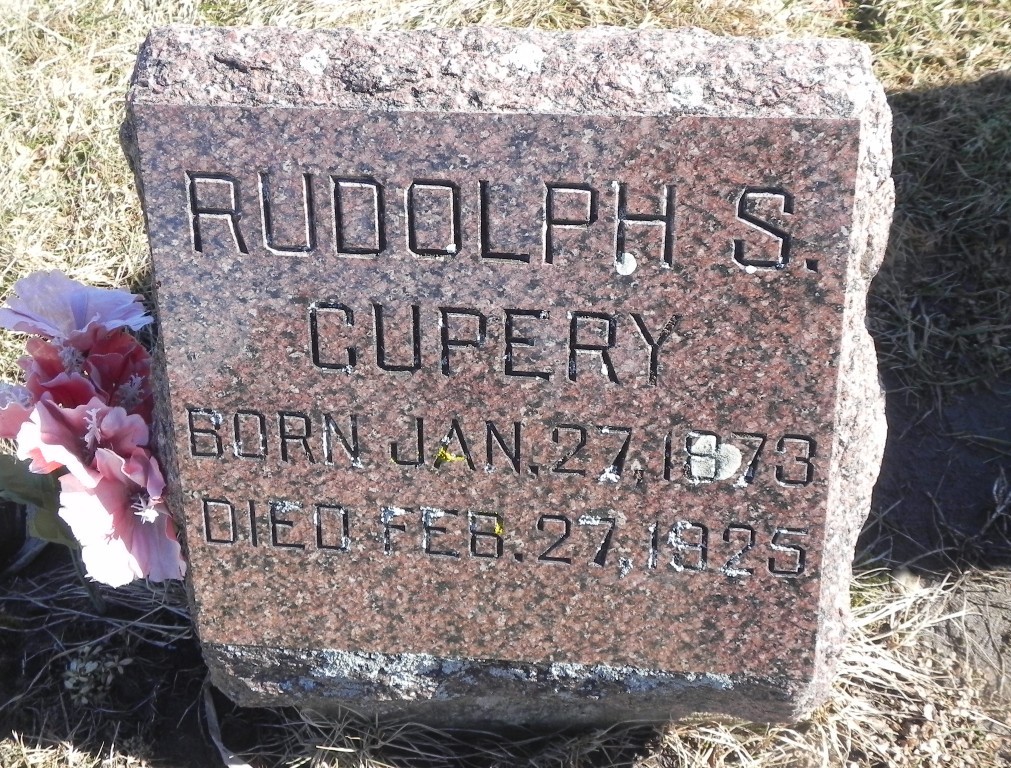 RUDOLPH S.
CUPERY
BORN JAN. 27, 1873
DIED FEB. 27, 1925